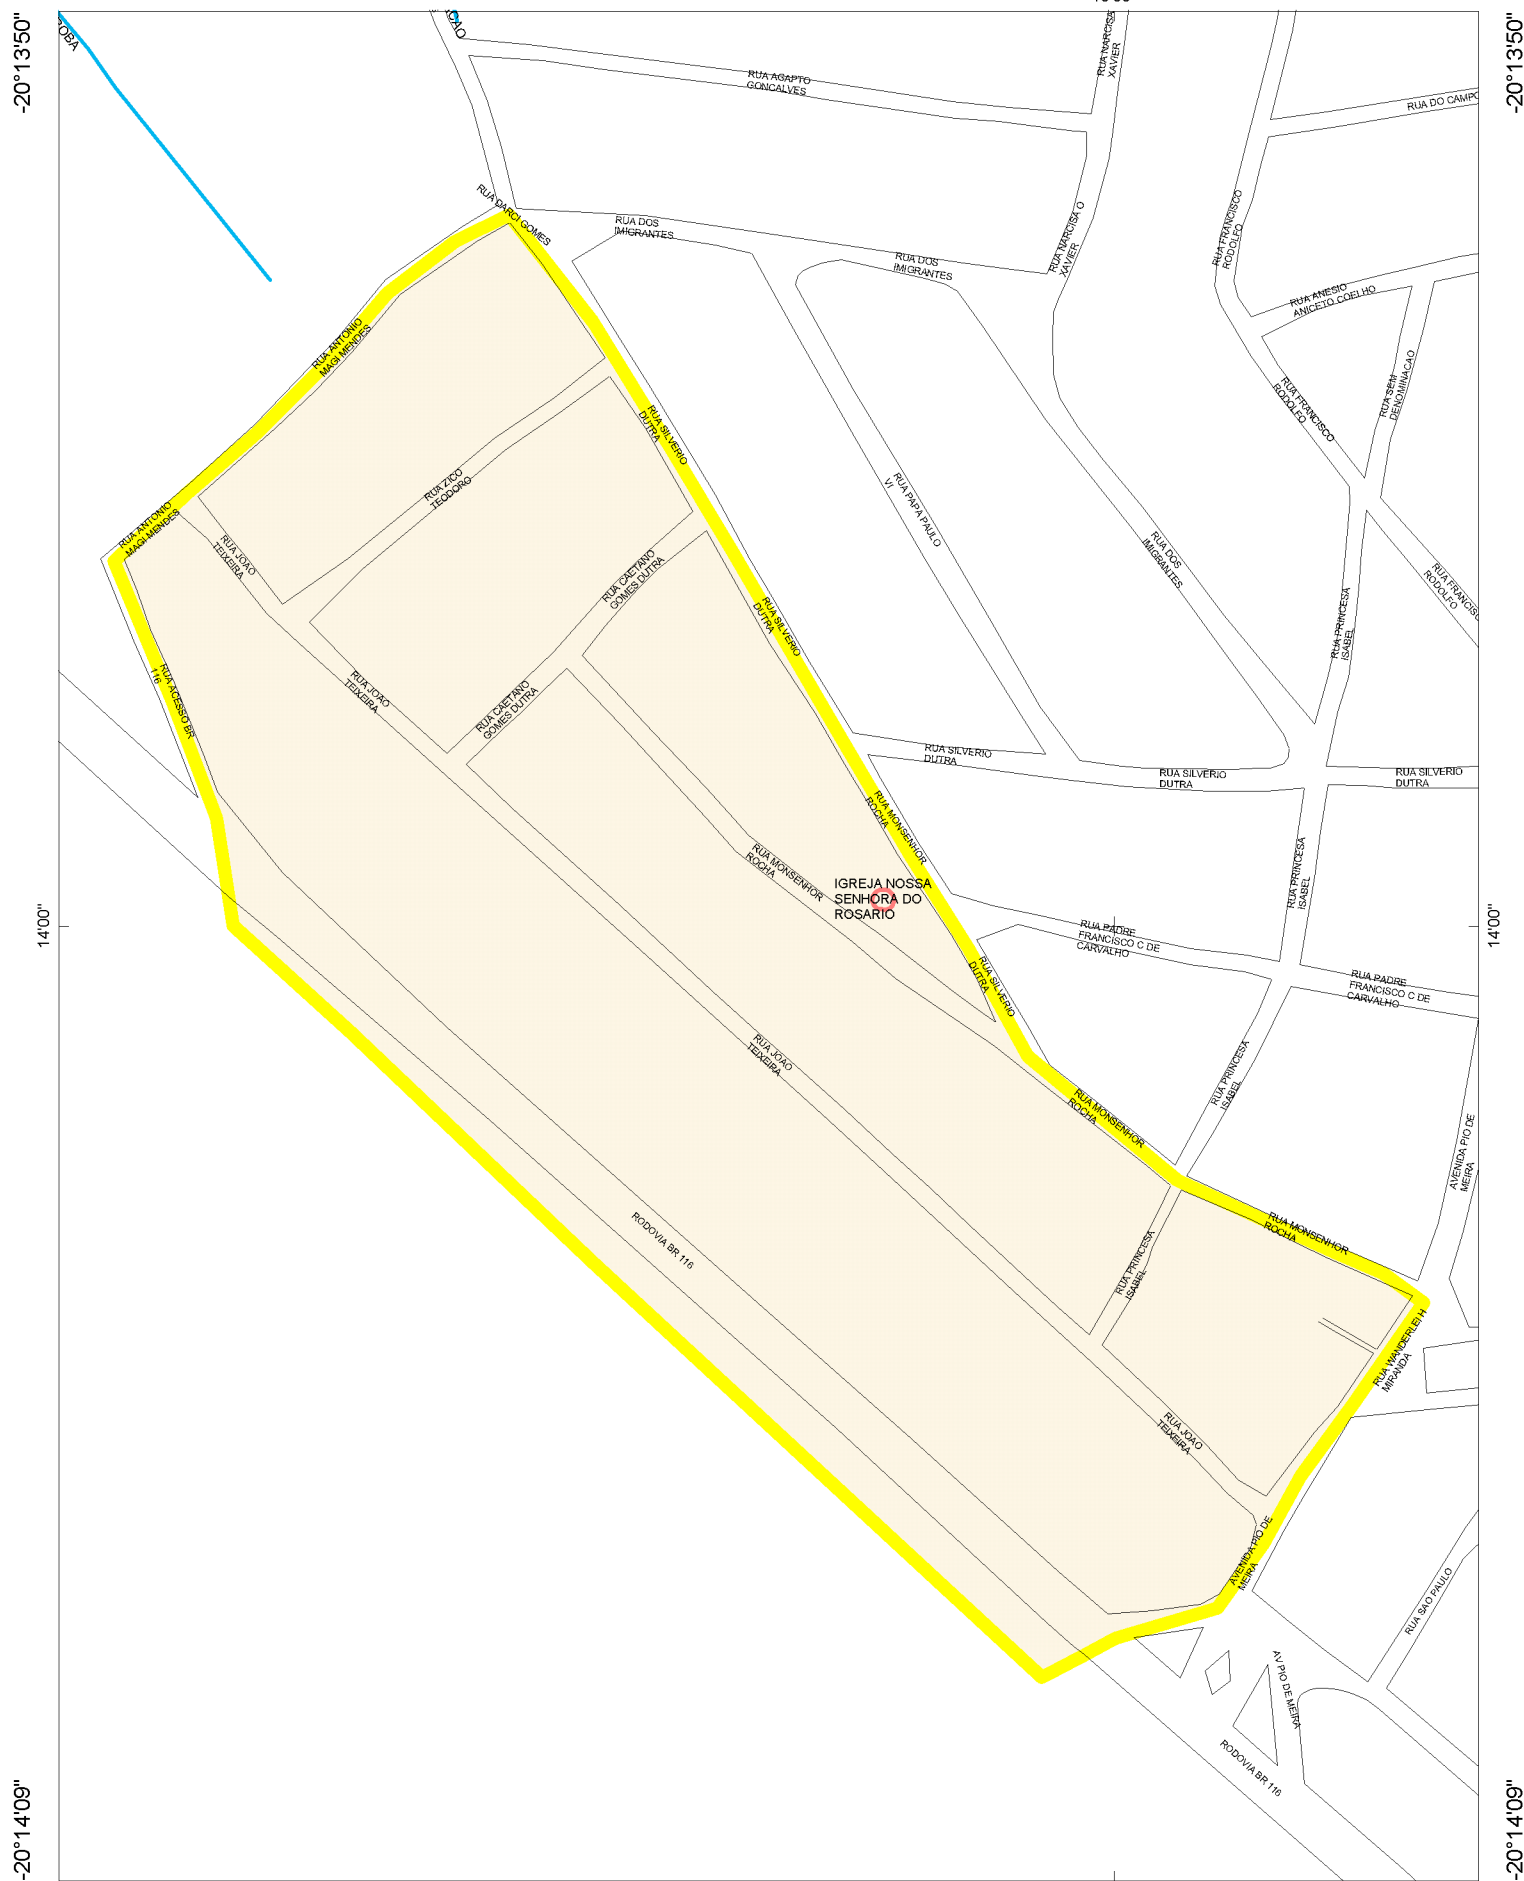 -20°13'50"
-20°13'50"
OBA
CAO
RUA AGAPTO
GONCALVES
RUA NARCISA
XAVIER
RUA DO CAMPO
RUA DARCI GOMES
RUA DOS
IMIGRANTES
RUA DOS
IMIGRANTES
RUA NARCISA O
XAVIER
RUA FRANCISCO
RODOLFO
RUA ANESIO
ANICETO COELHO
RUA ANTONIO
MAGI MENDES
RUA SILVERIO
DUTRA
RUA FRANCISCO
RODOLFO
RUA SEM
DENOMINACAO
RUA ZICO
TEODORO
RUA PAPA PAULO
VI
RUA ANTONIO
MAGI MENDES
RUA JOAO
TEIXEIRA
RUA CAETANO
GOMES DUTRA
RUA DOS
IMIGRANTES
RUA FRANCISC
RODOLFO
RUA SILVERIO
DUTRA
RUA PRINCESA
ISABEL
RUA ACESSO BR
116
RUA JOAO
TEIXEIRA
RUA CAETANO
GOMES DUTRA
RUA SILVERIO
DUTRA
RUA SILVERIO
DUTRA
RUA SILVERIO
DUTRA
RUA MONSENHOR
ROCHA
RUA MONSENHOR
ROCHA
RUA PRINCESA
ISABEL
IGREJA NOSSA
SENHORA DO
ROSARIO
14'00"
14'00"
RUA PADRE
FRANCISCO C DE
CARVALHO
RUA SILVERIO
DUTRA
RUA PADRE
FRANCISCO C DE
CARVALHO
RUA JOAO
TEIXEIRA
RUA PRINCESA
ISABEL
RUA MONSENHOR
ROCHA
AVENIDA PIO DE
MEIRA
RODOVIA BR 116
RUA MONSENHOR
ROCHA
RUA PRINCESA
ISABEL
RUA WANDERLEI H
MIRANDA
RUA JOAO
TEIXEIRA
AVENIDA PIO DE
MEIRA
RUA SAO PAULO
AV PIO DE MEIRA
RODOVIA BR 116
-20°14'09"
-20°14'09"